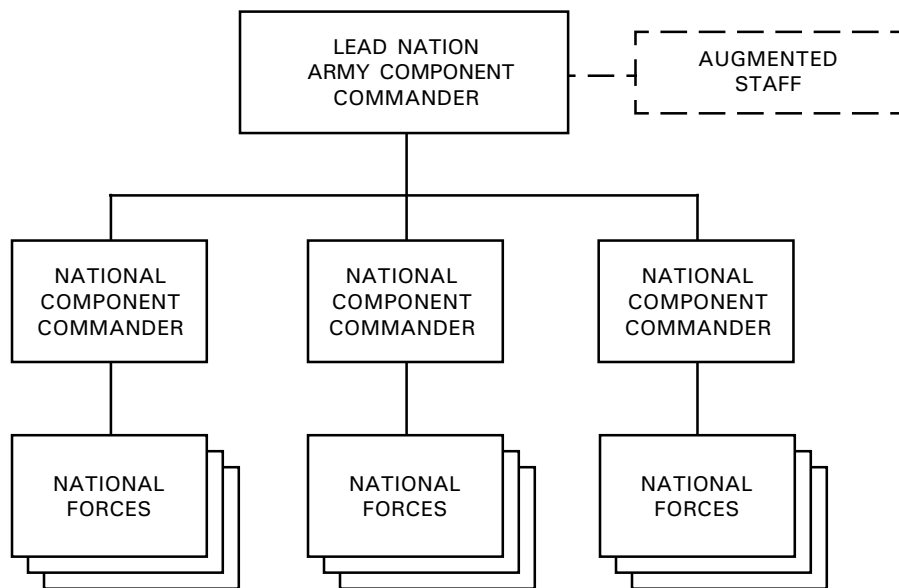 LEAD NATION
ARMY COMPONENT
COMMANDER
AUGMENTED
STAFF
NATIONAL
COMPONENT
COMMANDER
NATIONAL
COMPONENT
COMMANDER
NATIONAL
COMPONENT
COMMANDER
NATIONAL
FORCES
NATIONAL
FORCES
NATIONAL
FORCES